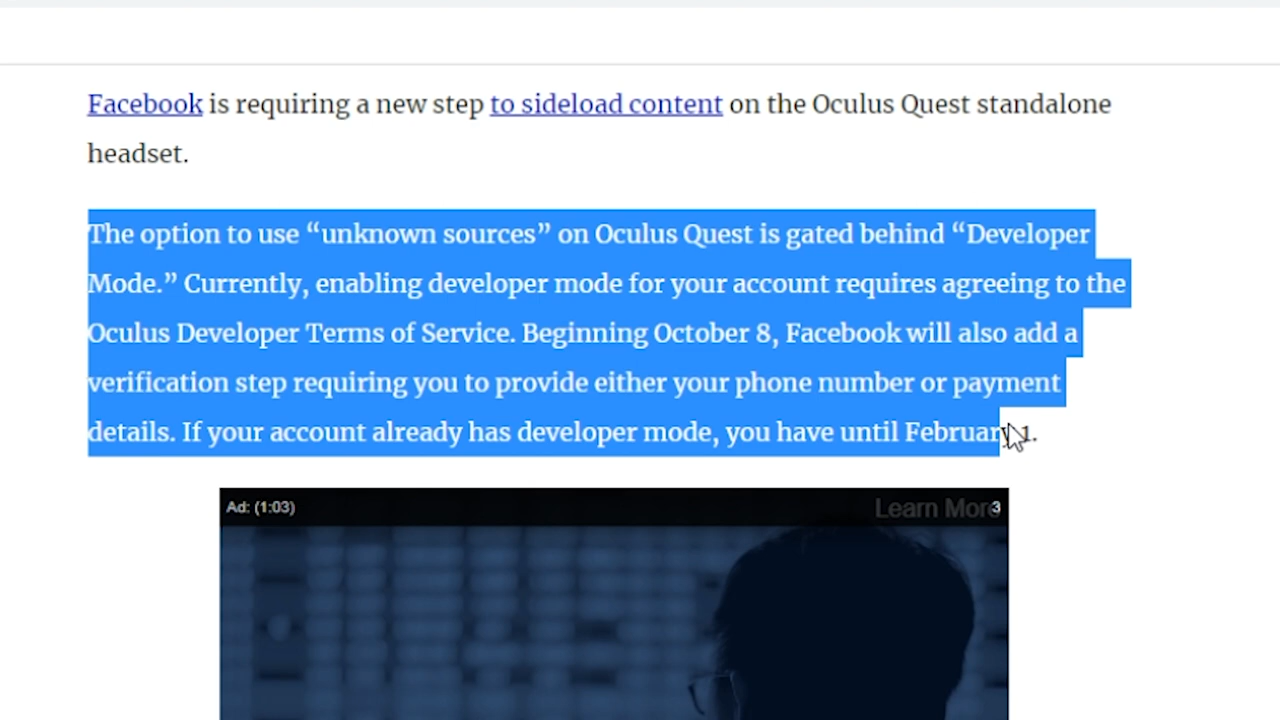 Facebook is requiring a new step to sideload content on the Oculus Quest standalone
headset.
The option to use “unknown sources” on Oculus Quest is gated behind “Developer
Mode.” Currently, enabling developer mode for your account requires agreeing to the
Oculus Developer Terms of Service. Beginning October 8, Facebook will also add a
verification step requiring you to provide either your phone number or payment
details. If your account already has developer mode, you have until February 1.
Ad: (1:03)
Learn More
3